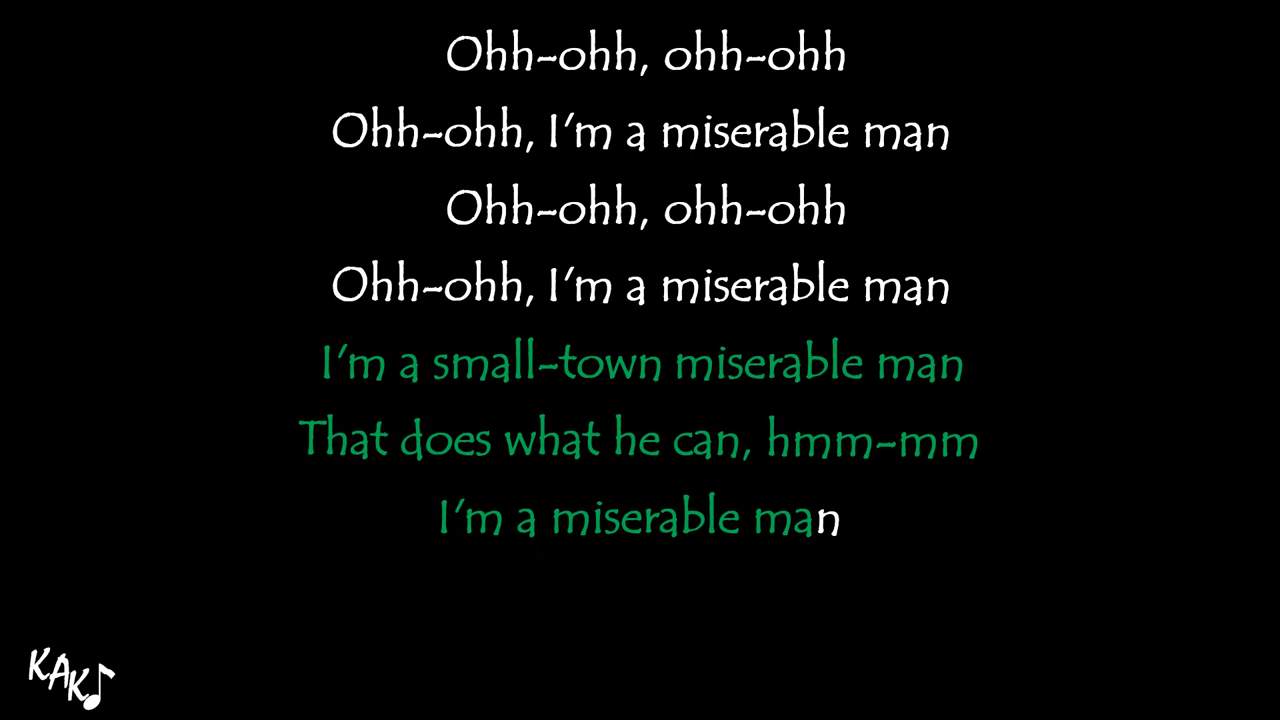 Ohh-ohh, ohh-ohh
Ohh-ohh, I'm a miserable man
Ohh-ohh, ohh-ohh
Ohh-ohh, I'm a miserable man
I'm a small-town miserable man
That does what he can, hmm-mm
I'm a miserable man
KAK